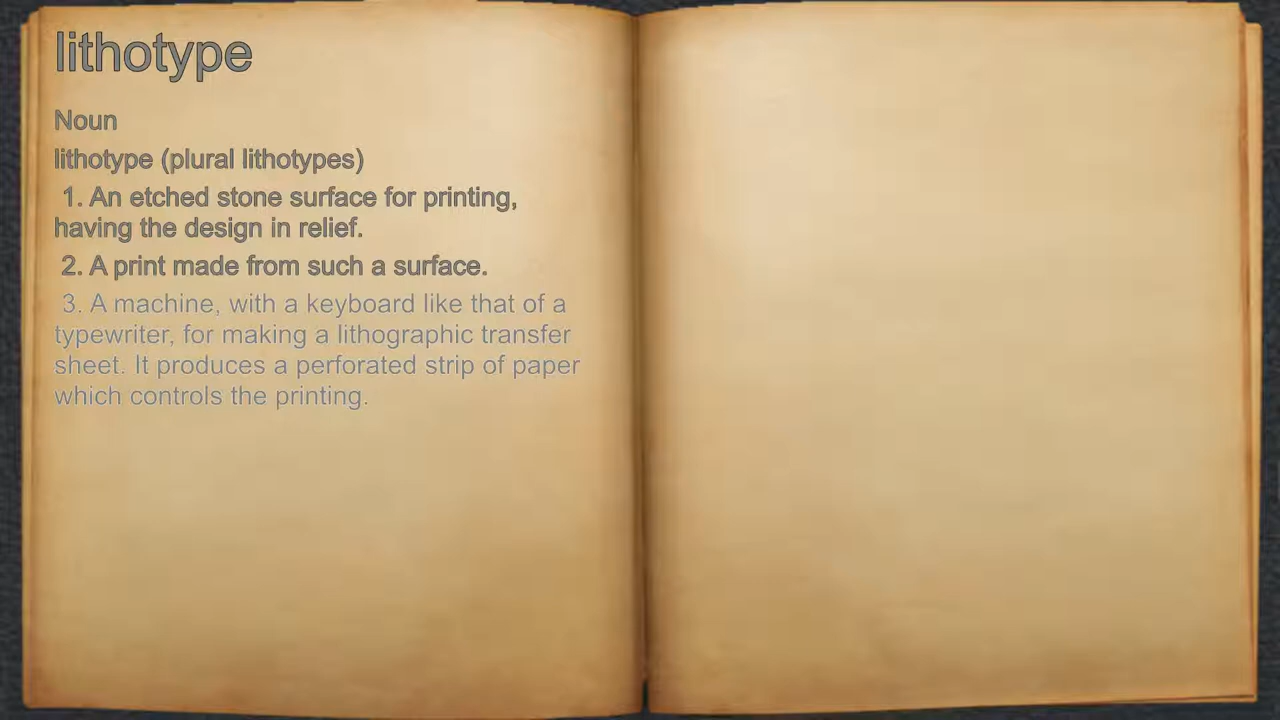 lithotype
Noun
lithotype (plural lithotypes)
1. An etched stone surface for printing,
having the design in relief.
2. A print made from such a surface.
3. A machine, with a keyboard like that of a
typewriter, for making a lithographic transfer
sheet. It produces a perforated strip of paper
which controls the printing.